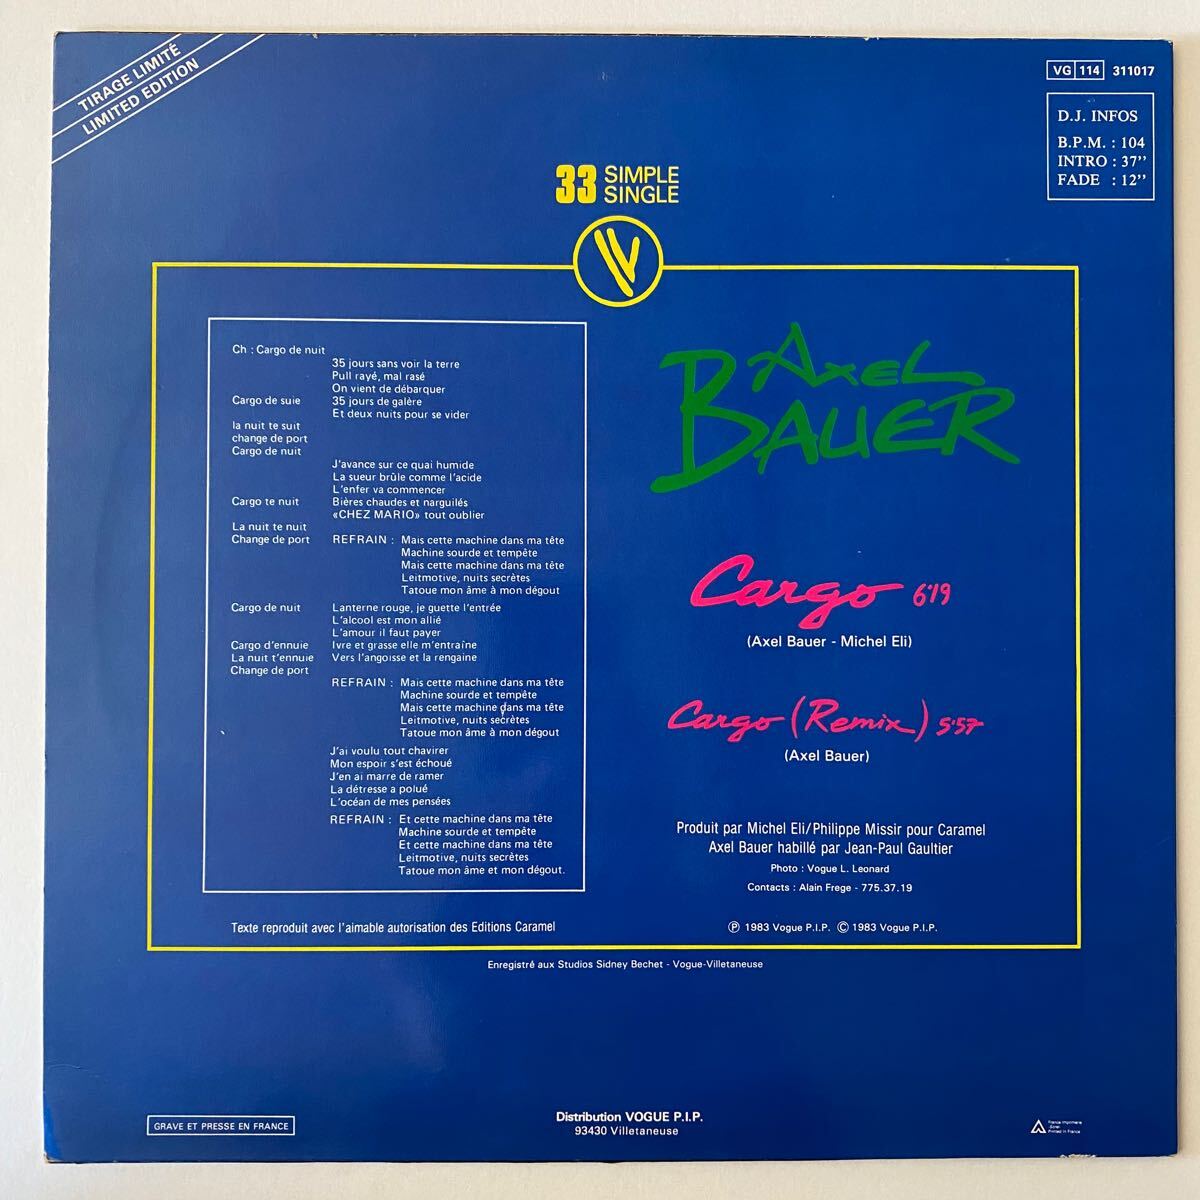 TIRAGE LIMITÉ
LIMITED EDITION
VG 114 311017
D.J. INFOS
B.P.M. : 104
INTRO : 37''
FADE : 12''
33 SIMPLE
SINGLE
Ch : Cargo de nuit
35 jours sans voir la terre
Pull rayé, mal rasé
On vient de débarquer
Cargo de suie 35 jours de galère
Et deux nuits pour se vider
la nuit te suit
change de port
Cargo de nuit
J'avance sur ce quai humide
La sueur brûle comme l'acide
L'enfer va commencer
Cargo te nuit Bières chaudes et narguilés
«CHEZ MARIO» tout oublier
La nuit te nuit
Change de port REFRAIN : Mais cette machine dans ma tête
Machine sourde et tempête
Mais cette machine dans ma tête
Leitmotive, nuits secrètes
Tatoue mon âme à mon dégout
Cargo de nuit Lanterne rouge, je guette l'entrée
L'alcool est mon allié
L'amour il faut payer
Cargo d'ennuie Ivre et grasse elle m'entraîne
La nuit t'ennuie Vers l'angoisse et la rengaine
Change de port
REFRAIN : Mais cette machine dans ma tête
Machine sourde et tempête
Mais cette machine dans ma tête
Leitmotive, nuits secrètes
Tatoue mon âme à mon dégout
J'ai voulu tout chavirer
Mon espoir s'est échoué
J'en ai marre de ramer
La détresse a polué
L'océan de mes pensées
REFRAIN : Et cette machine dans ma tête
Machine sourde et tempête
Et cette machine dans ma tête
Leitmotive, nuits secrètes
Tatoue mon âme et mon dégout.
Texte reproduit avec l'aimable autorisation des Editions Caramel
AXEL
BAUER
Cargo 6'19
(Axel Bauer - Michel Eli)
Cargo (Remix) 5'57
(Axel Bauer)
Produit par Michel Eli/Philippe Missir pour Caramel
Axel Bauer habillé par Jean-Paul Gaultier
Photo : Vogue L. Leonard
Contacts : Alain Frege - 775.37.19
Ⓟ 1983 Vogue P.I.P. © 1983 Vogue P.I.P.
Enregistré aux Studios Sidney Bechet - Vogue-Villetaneuse
GRAVE ET PRESSE EN FRANCE
Distribution VOGUE P.I.P.
93430 Villetaneuse
France Imprimerie
Printed in France